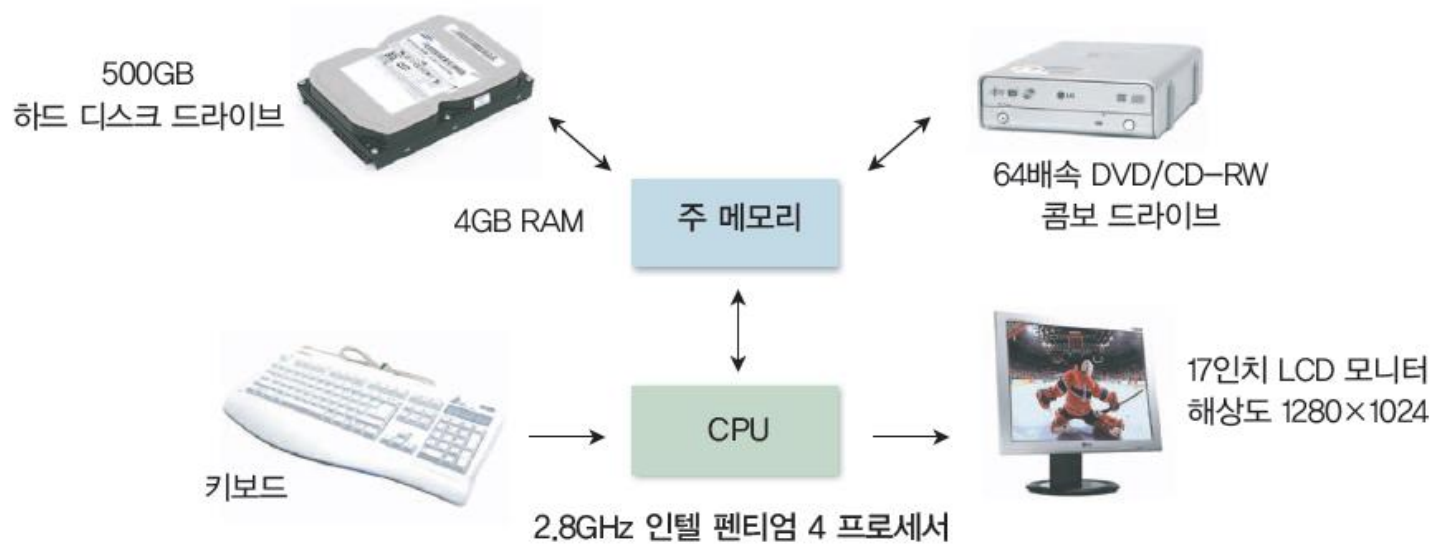 500GB
하드 디스크 드라이브
64배속 DVD/CD-RW
콤보 드라이브
4GB RAM
주 메모리
키보드
CPU
17인치 LCD 모니터
해상도 1280×1024
2.8GHz 인텔 펜티엄 4 프로세서